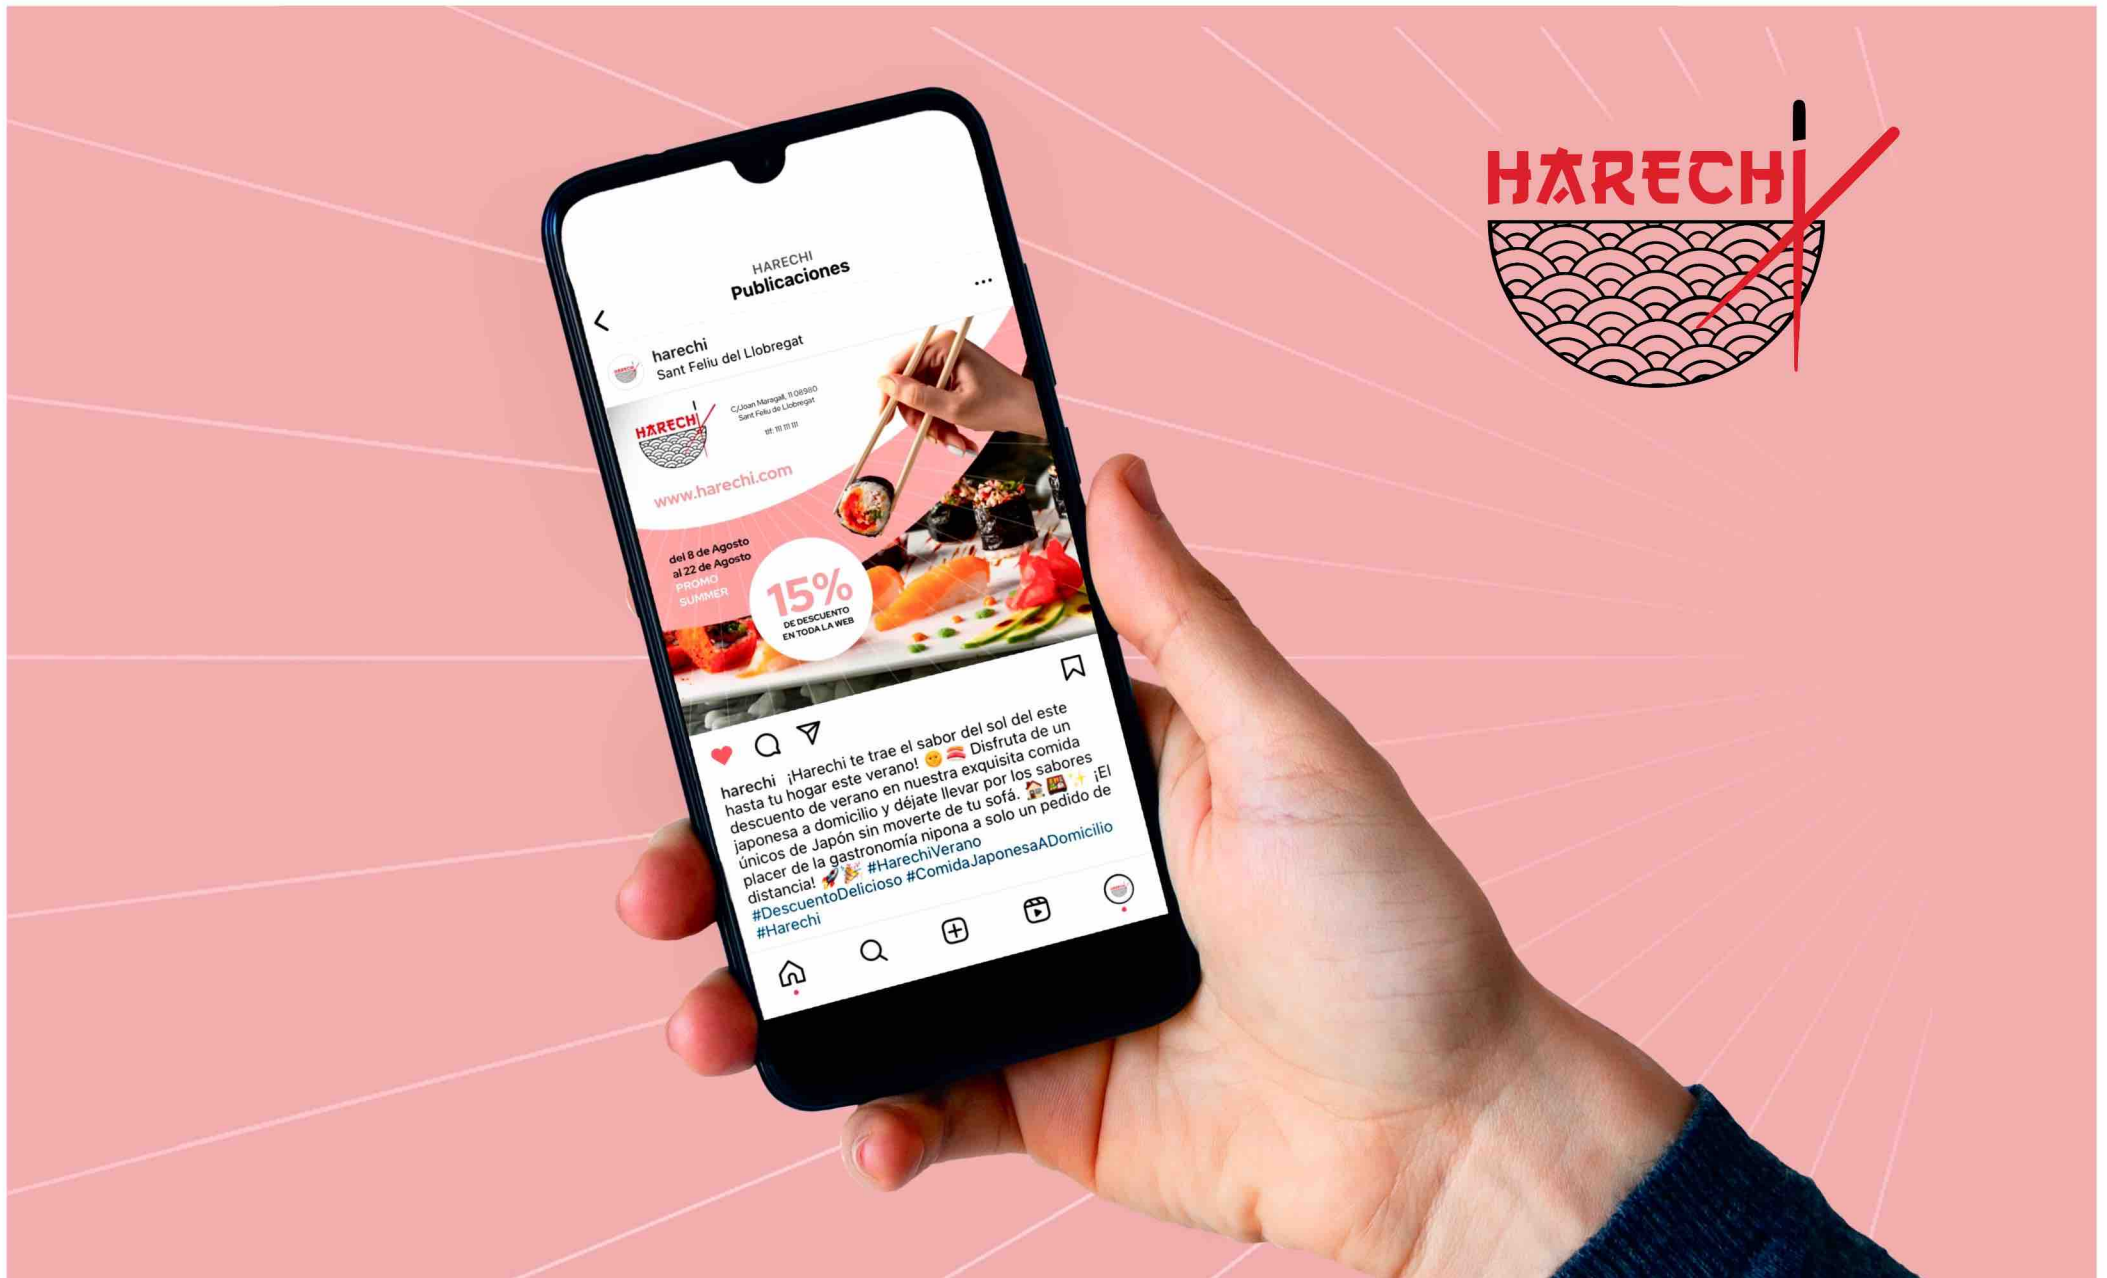 HARECHI
HARECHI
Publicaciones
harechi
Sant Feliu del Llobregat
HARECHI
C/Joan Maragall, 11 08980
Sant Feliu de Llobregat
tlf: 111 111 111
www.harechi.com
del 8 de Agosto
al 22 de Agosto
PROMO
SUMMER
15%
DE DESCUENTO
EN TODA LA WEB
harechi ¡Harechi te trae el sabor del sol del este
hasta tu hogar este verano! 🌞🍣 Disfruta de un
descuento de verano en nuestra exquisita comida
japonesa a domicilio y déjate llevar por los sabores
únicos de Japón sin moverte de tu sofá. 🏠🍱✨ ¡El
placer de la gastronomía nipona a solo un pedido de
distancia! 🚀🎉 #HarechiVerano
#DescuentoDelicioso #ComidaJaponesaADomicilio
#Harechi